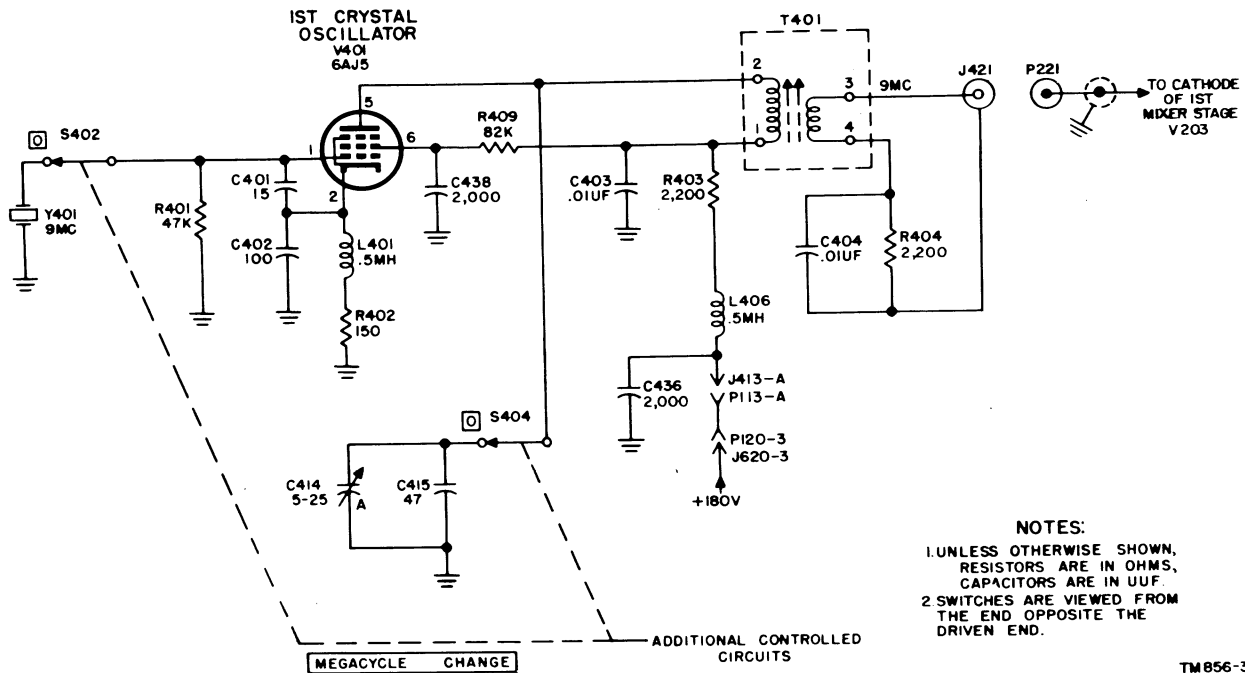 1ST CRYSTAL
OSCILLATOR
V401
6AJ5
T401
2
3
9MC
J421
P221
TO CATHODE
OF 1ST
MIXER STAGE
V203
5
R409
82K
6
1
4
0
S402
1
C401
15
2
C438
2,000
C403
.01UF
R403
2,200
Y401
9MC
R401
47K
C402
100
L401
.5MH
C404
.01UF
R404
2,200
R402
150
L406
.5MH
C436
2,000
J413-A
P113-A
0
S404
P120-3
J620-3
C414
5-25
A
C415
47
+180V
NOTES:
1. UNLESS OTHERWISE SHOWN,
RESISTORS ARE IN OHMS,
CAPACITORS ARE IN UUF.
2. SWITCHES ARE VIEWED FROM
THE END OPPOSITE THE
DRIVEN END.
ADDITIONAL CONTROLLED
CIRCUITS
MEGACYCLE CHANGE
TM856-3